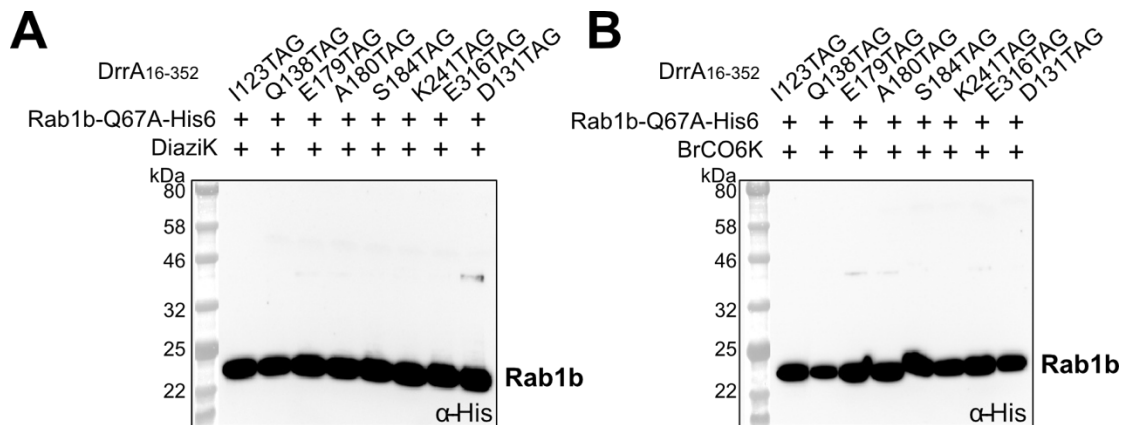 A
DrrA16-352
I123TAG
Q138TAG
E179TAG
A180TAG
S184TAG
K241TAG
E316TAG
D131TAG
Rab1b-Q67A-His6 + + + + + + + +
DiaziK + + + + + + + +
kDa
80
58
46
32
25
22
Rab1b
α-His
B
DrrA16-352
I123TAG
Q138TAG
E179TAG
A180TAG
S184TAG
K241TAG
E316TAG
D131TAG
Rab1b-Q67A-His6 + + + + + + + +
BrCO6K + + + + + + + +
kDa
80
58
46
32
25
22
Rab1b
α-His